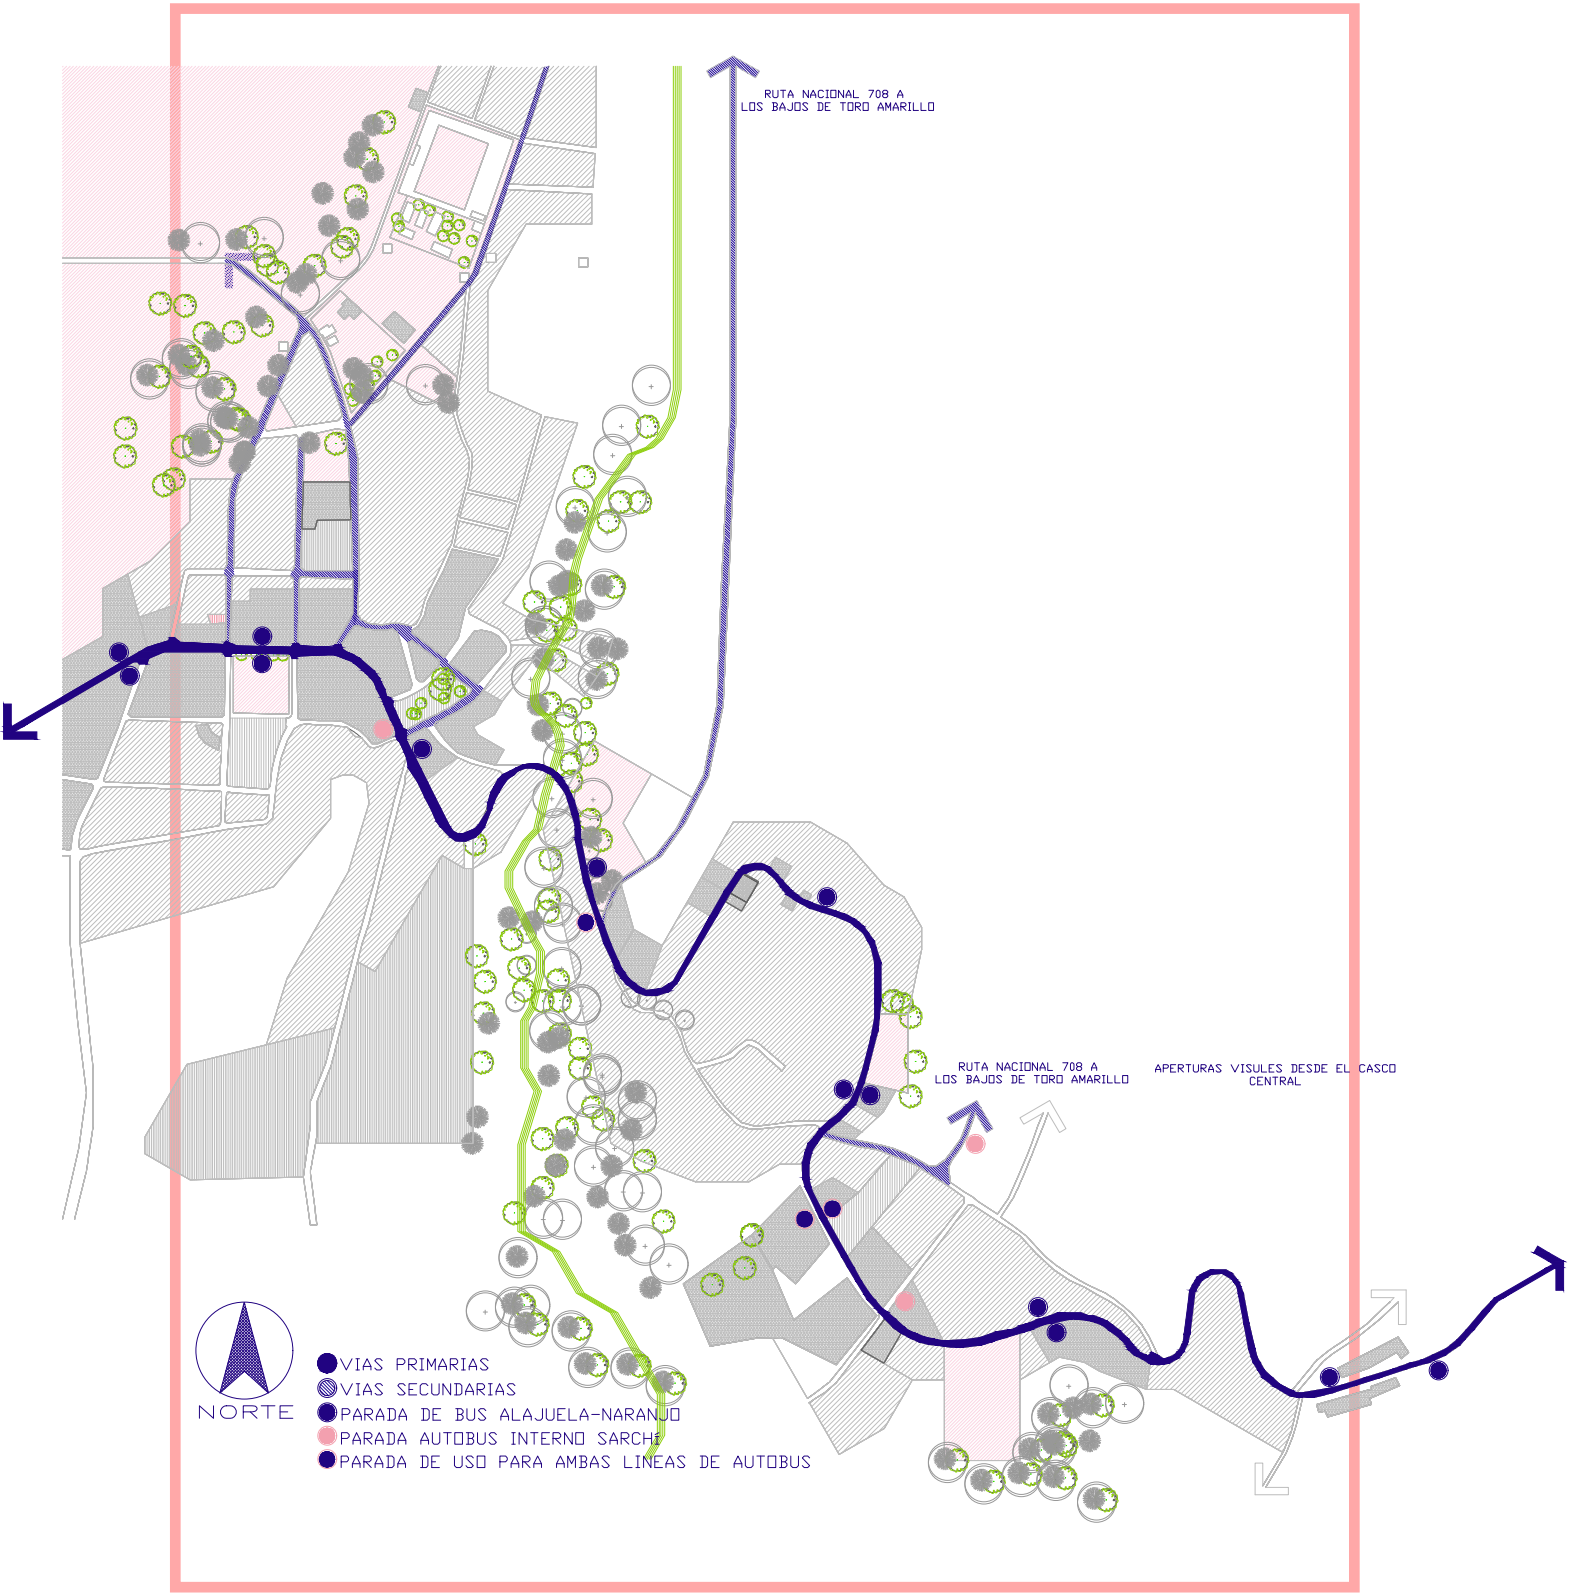 RUTA NACIONAL 708 A
LOS BAJOS DE TORO AMARILLO
RUTA NACIONAL 708 A
LOS BAJOS DE TORO AMARILLO
APERTURAS VISULES DESDE EL CASCO
CENTRAL
VIAS PRIMARIAS
VIAS SECUNDARIAS
PARADA DE BUS ALAJUELA-NARANJO
PARADA AUTOBUS INTERNO SARCHí
PARADA DE USO PARA AMBAS LINEAS DE AUTOBUS
NORTE